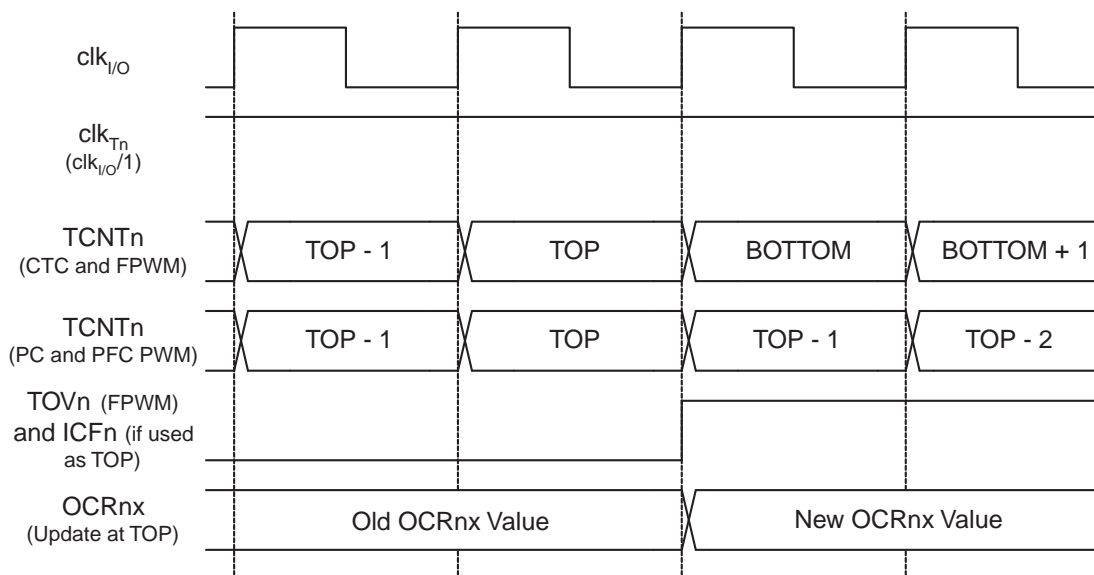 clkI/O
clkTn
(clkI/O/1)
TCNTn
(CTC and FPWM)
TOP - 1
TOP
BOTTOM
BOTTOM + 1
TCNTn
(PC and PFC PWM)
TOP - 1
TOP
TOP - 1
TOP - 2
TOVn (FPWM)
and ICFn (if used
as TOP)
OCRnx
(Update at TOP)
Old OCRnx Value
New OCRnx Value